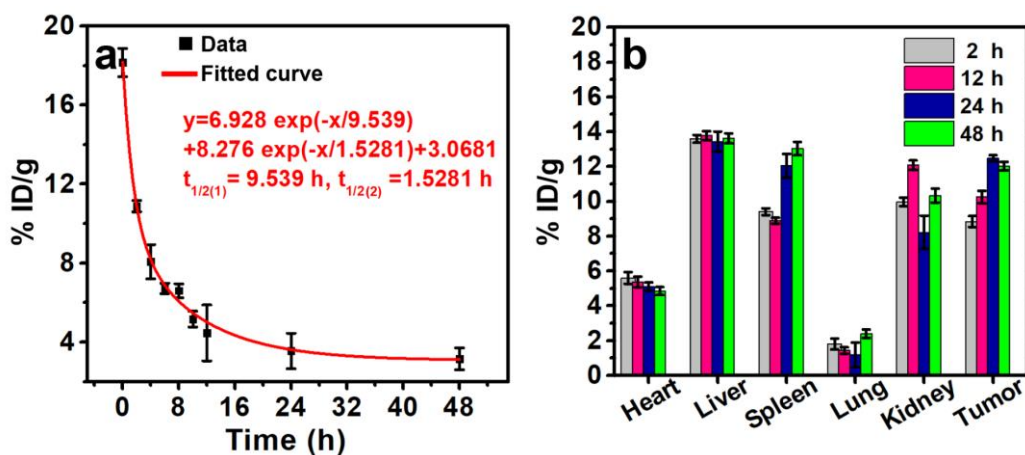 a
Data
Fitted curve
y=6.928 exp(-x/9.539)
+8.276 exp(-x/1.5281)+3.0681
t1/2(1)= 9.539 h, t1/2(2) =1.5281 h
% ID/g
20
16
12
8
4
0 8 16 24 32 40 48
Time (h)
b
2 h
12 h
24 h
48 h
% ID/g
20
18
16
14
12
10
8
6
4
2
0
Heart Liver Spleen Lung Kidney Tumor